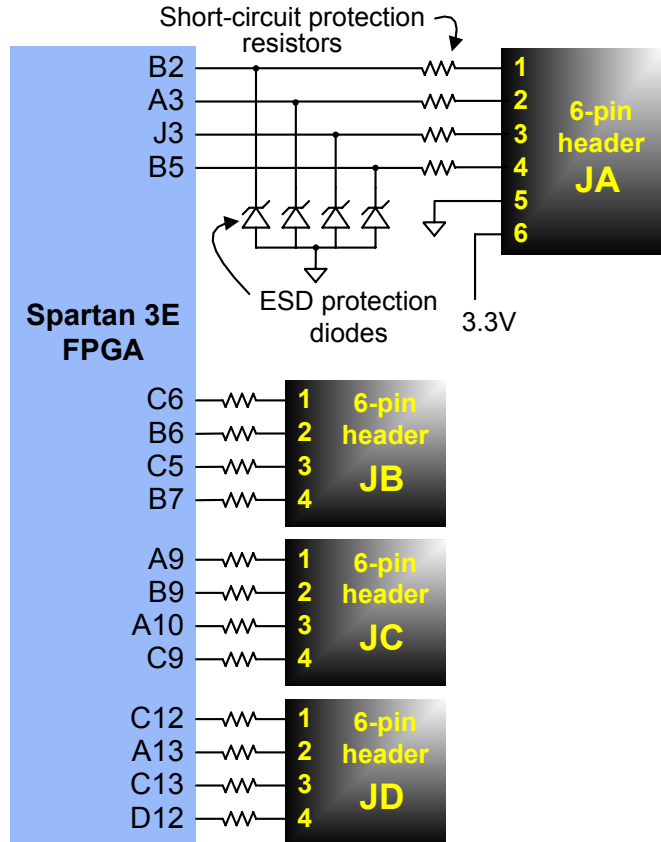 Short-circuit protection
resistors
B2
A3
J3
B5
1
2
3
4
5
6
6-pin
header
JA
ESD protection
diodes
3.3V
Spartan 3E
FPGA
C6
B6
C5
B7
1
2
3
4
6-pin
header
JB
A9
B9
A10
C9
1
2
3
4
6-pin
header
JC
C12
A13
C13
D12
1
2
3
4
6-pin
header
JD